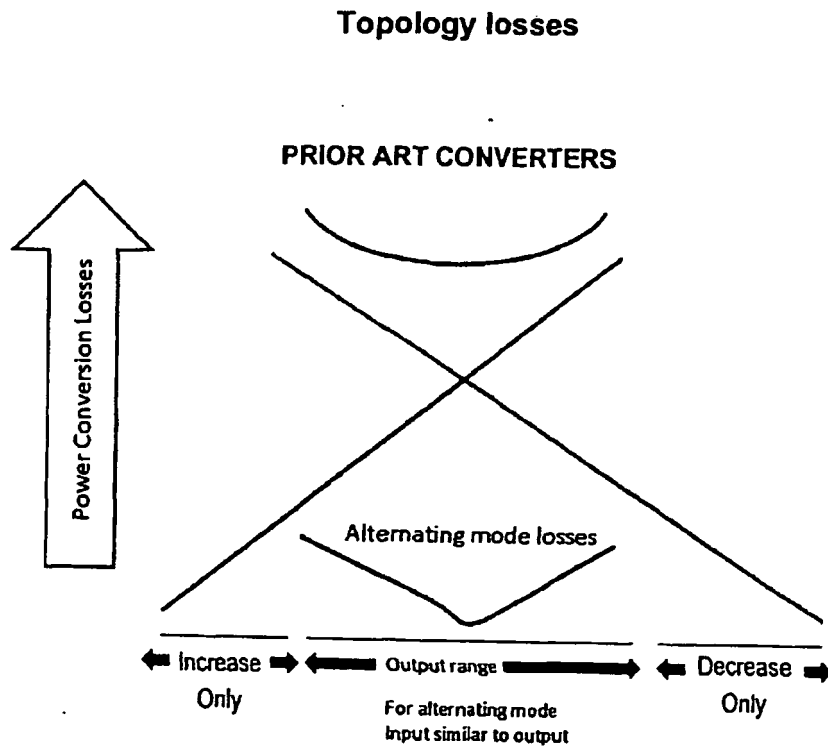 Topology losses
PRIOR ART CONVERTERS
Power Conversion Losses
Alternating mode losses
Increase
Only
Output range
Decrease
Only
For alternating mode
Input similar to output